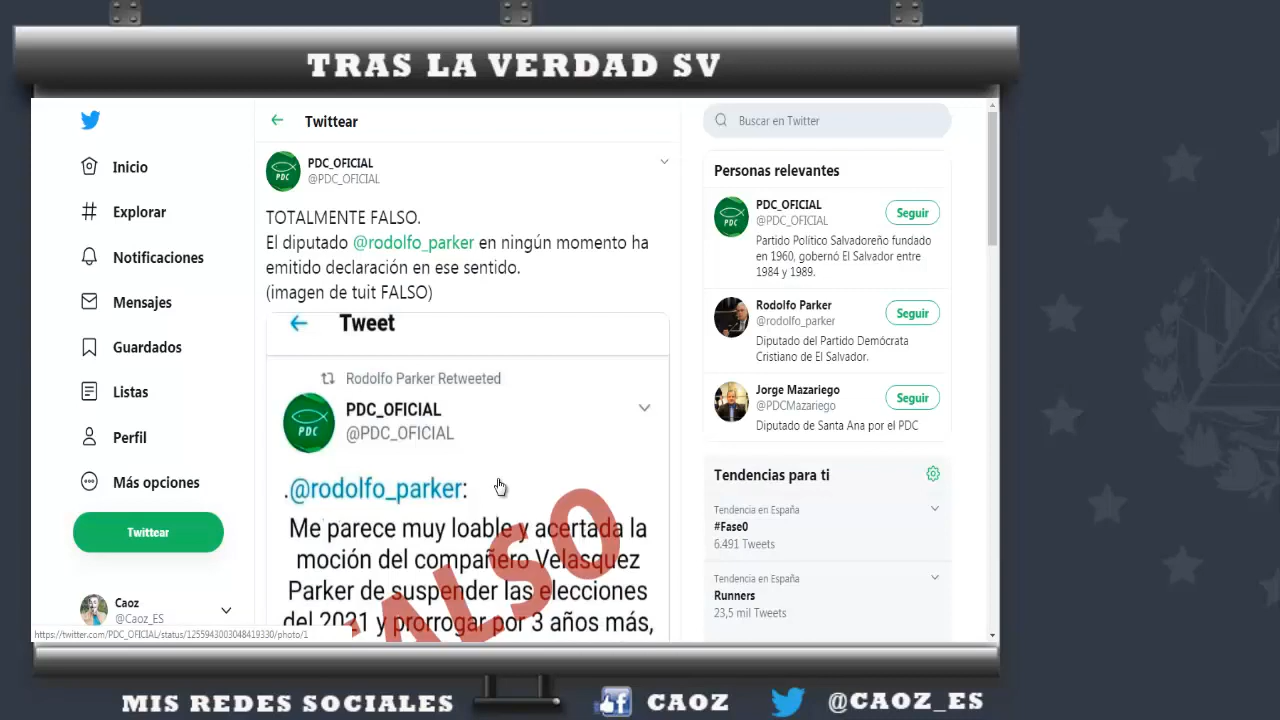 TRAS LA VERDAD SV
Inicio
Explorar
Notificaciones
Mensajes
Guardados
Listas
Perfil
Más opciones
Twittear
Caoz
@Caoz_ES
https://twitter.com/PDC_OFICIAL/status/1255943003048419330/photo/1
Twittear
PDC_OFICIAL
@PDC_OFICIAL
TOTALMENTE FALSO.
El diputado @rodolfo_parker en ningún momento ha
emitido declaración en ese sentido.
(imagen de tuit FALSO)
Tweet
Rodolfo Parker Retweeted
PDC_OFICIAL
@PDC_OFICIAL
PDC
.@rodolfo_parker:
Me parece muy loable y acertada la
moción del compañero Velasquez
Parker de suspender las elecciones
del 2021 y prorrogar por 3 años más,
FALSO
Buscar en Twitter
Personas relevantes
PDC_OFICIAL
@PDC_OFICIAL
Seguir
Partido Político Salvadoreño fundado
en 1960, gobernó El Salvador entre
1984 y 1989.
Rodolfo Parker
@rodolfo_parker
Seguir
Diputado del Partido Demócrata
Cristiano de El Salvador.
Jorge Mazariego
@PDCMazariego
Seguir
Diputado de Santa Ana por el PDC
Tendencias para ti
Tendencia en España
#Fase0
6.491 Tweets
Tendencia en España
Runners
23,5 mil Tweets
MIS REDES SOCIALES
CAOZ
@CAOZ_ES